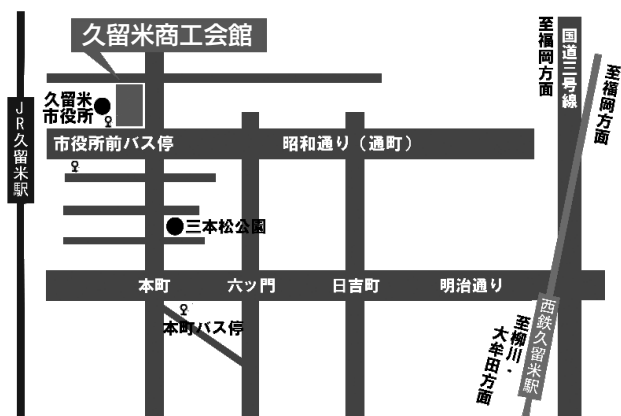 久留米商工会館
至福岡方面
国道三号線
至福岡方面
久留米
市役所
JR久留米駅
市役所前バス停
昭和通り（通町）
三本松公園
本町
六ッ門
日吉町
明治通り
本町バス停
西鉄久留米駅
至柳川・
大牟田方面